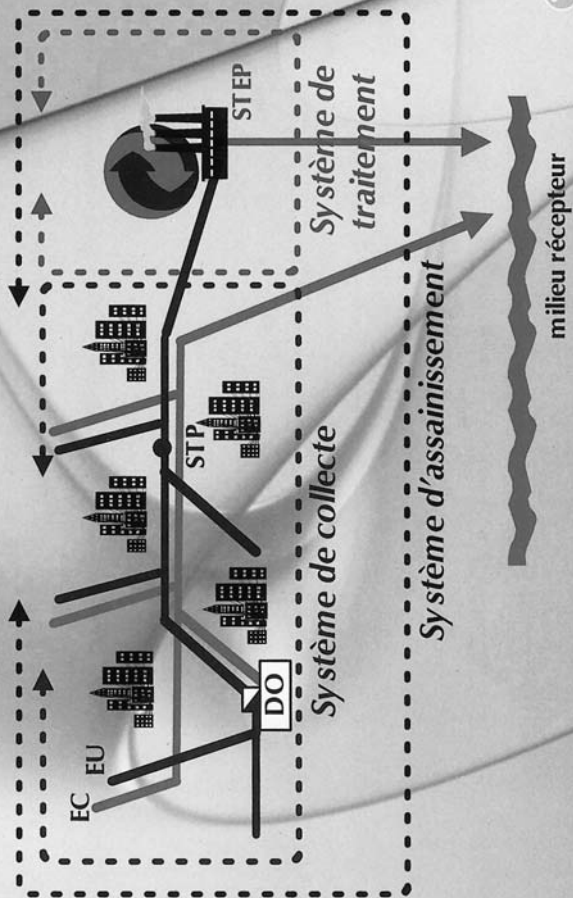 STEP
Système de
traitement
STP
EC
EU
DO
Système de collecte
Système d'assainissement
milieu récepteur